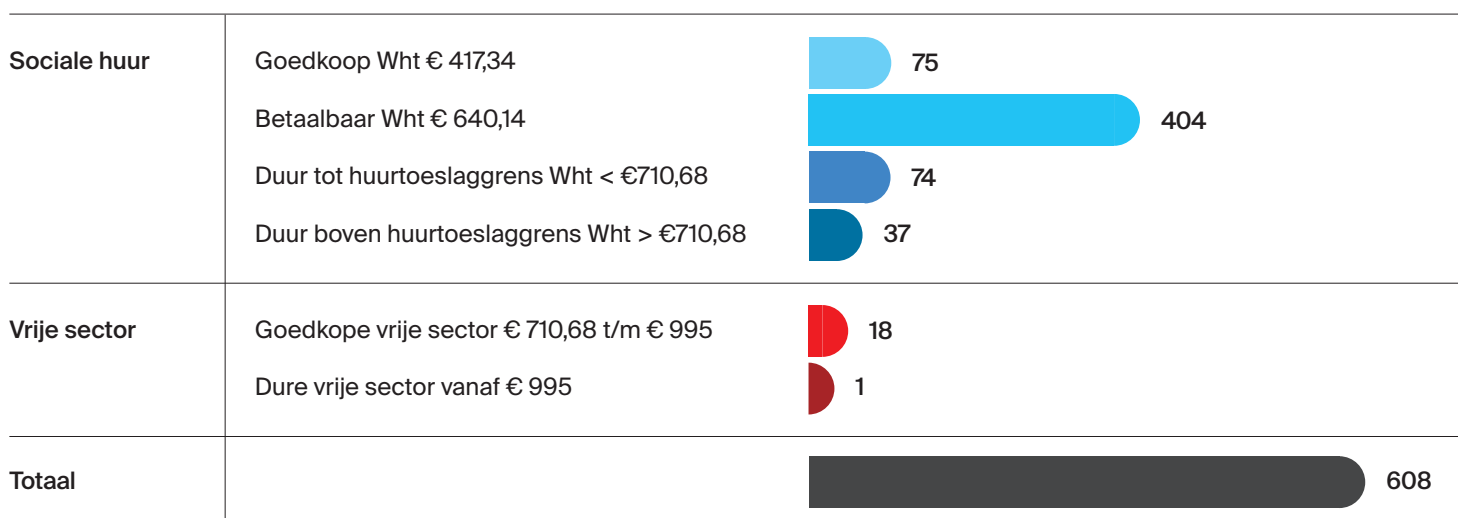 Sociale huur
Goedkoop Wht € 417,34
75
Betaalbaar Wht € 640,14
404
Duur tot huurtoeslaggrens Wht < €710,68
74
Duur boven huurtoeslaggrens Wht > €710,68
37
Vrije sector
Goedkope vrije sector € 710,68 t/m € 995
18
Dure vrije sector vanaf € 995
1
Totaal
608